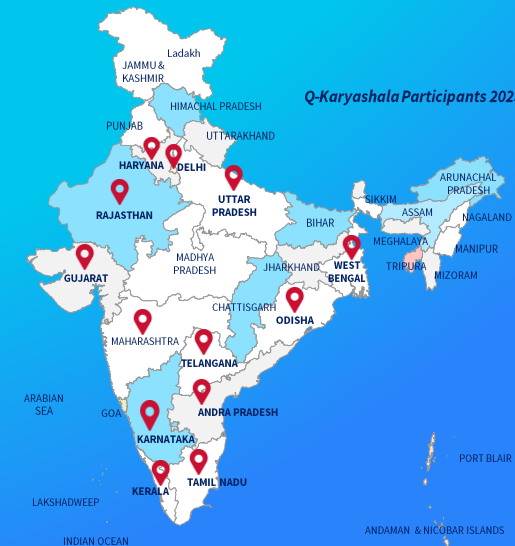 Ladakh
JAMMU &
KASHMIR
Q-Karyashala Participants 202
HIMACHAL PRADESH
PUNJAB
UTTARAKHAND
HARYANA
DELHI
ARUNACHAL
PRADESH
SIKKIM
UTTAR
PRADESH
RAJASTHAN
ASSAM
NAGALAND
BIHAR
MEGHALAYA
MANIPUR
MADHYA
PRADESH
JHARKHAND
WEST
BENGAL
TRIPURA
MIZORAM
GUJARAT
CHATTISGARH
ODISHA
MAHARASHTRA
TELANGANA
ARABIAN
SEA
GOA
ANDRA PRADESH
KARNATAKA
PORT BLAIR
KERALA
TAMIL NADU
LAKSHADWEEP
ANDAMAN & NICOBAR ISLANDS
INDIAN OCEAN